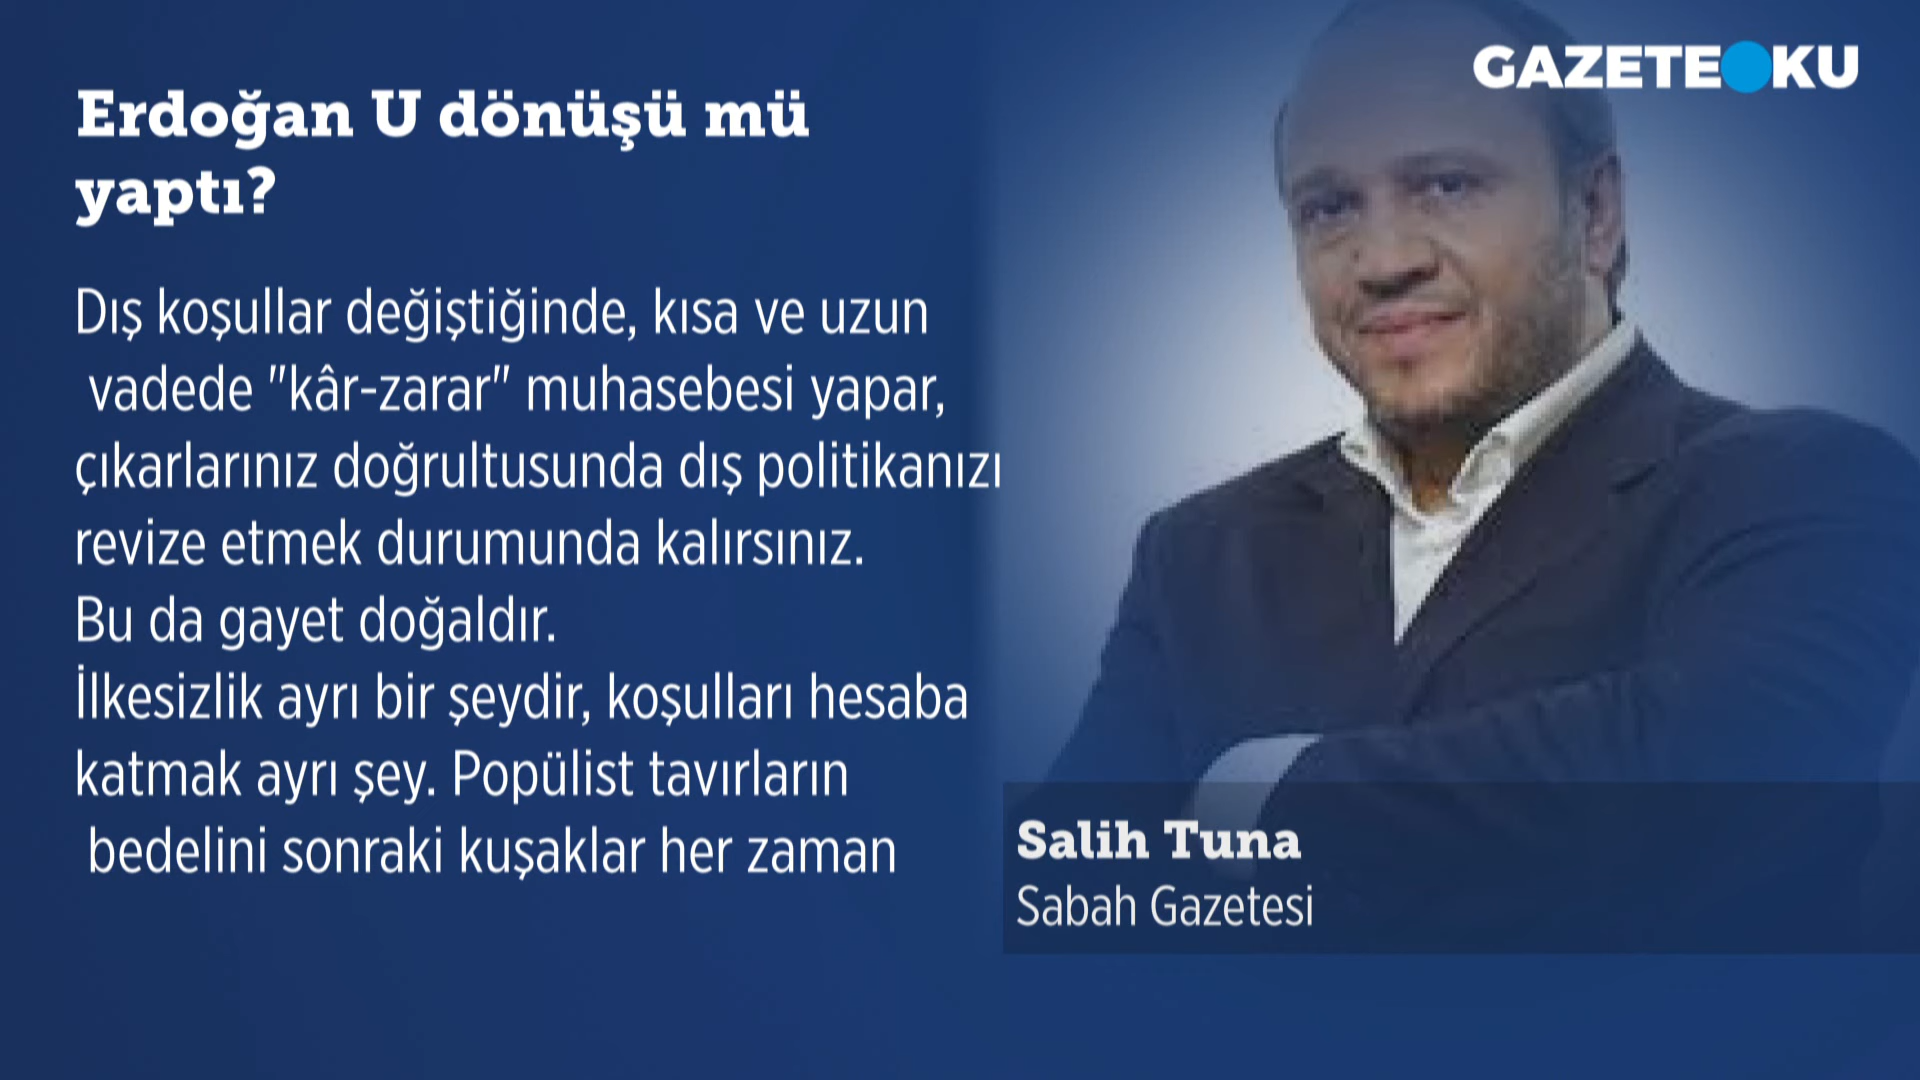 GAZETEOKU
Erdoğan U dönüşü mü
yaptı?
Dış koşullar değiştiğinde, kısa ve uzun
vadede "kâr-zarar" muhasebesi yapar,
çıkarlarınız doğrultusunda dış politikanızı
revize etmek durumunda kalırsınız.
Bu da gayet doğaldır.
İlkesizlik ayrı bir şeydir, koşulları hesaba
katmak ayrı şey. Popülist tavırların
bedelini sonraki kuşaklar her zaman
Salih Tuna
Sabah Gazetesi